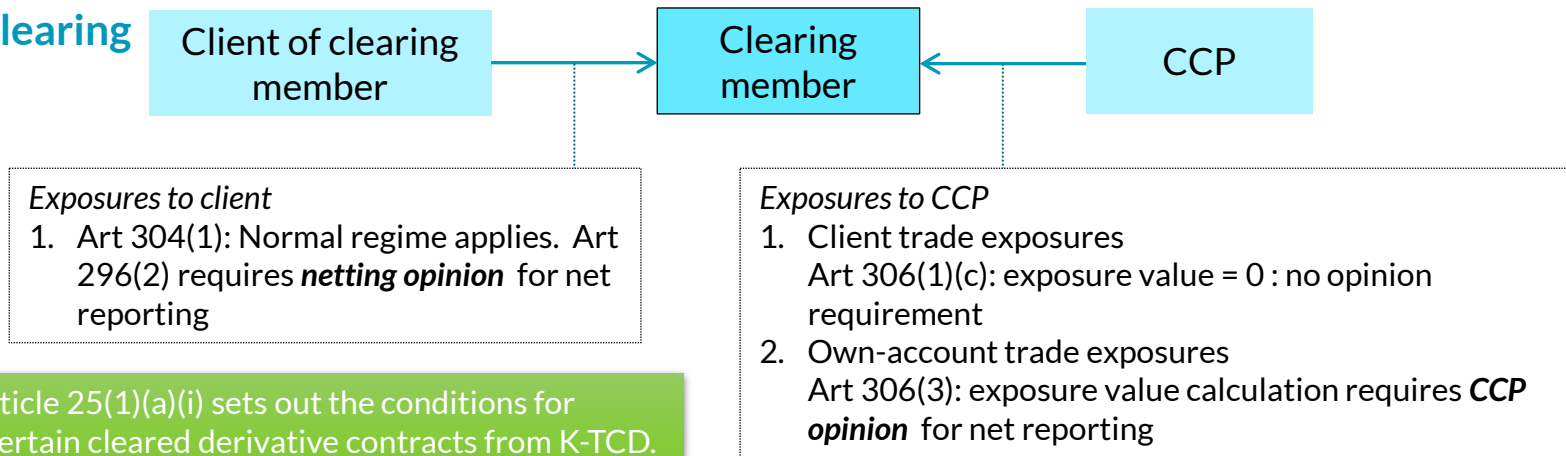 learing
Client of clearing
member
Clearing
member
CCP
Exposures to client
1. Art 304(1): Normal regime applies. Art
296(2) requires netting opinion for net
reporting
Exposures to CCP
1. Client trade exposures
Art 306(1)(c): exposure value = 0 : no opinion
requirement
2. Own-account trade exposures
Art 306(3): exposure value calculation requires CCP
opinion for net reporting
ticle 25(1)(a)(i) sets out the conditions for
ertain cleared derivative contracts from K-TCD.